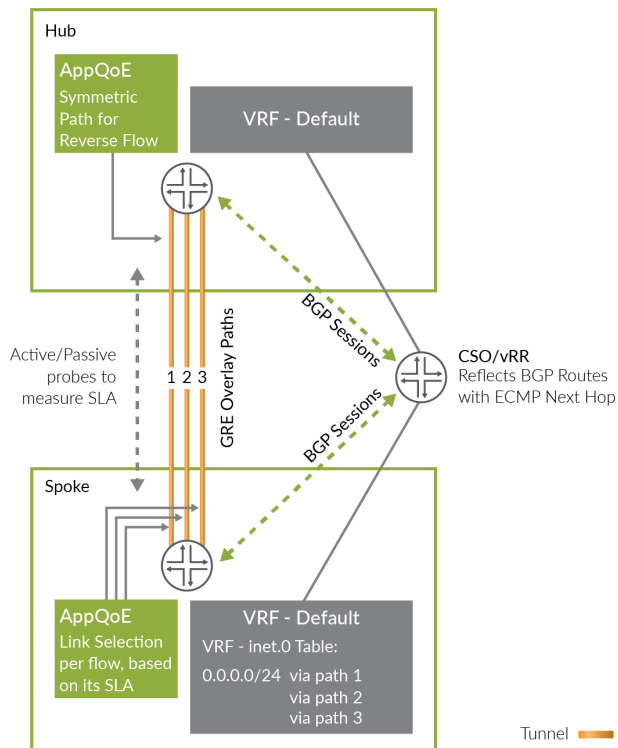 Hub
AppQoE
Symmetric
Path for
Reverse Flow
VRF - Default
BGP Sessions
GRE Overlay Paths
Active/Passive
probes to
measure SLA
1 2 3
CSO/vRR
Reflects BGP Routes
with ECMP Next Hop
BGP Sessions
Spoke
AppQoE
Link Selection
per flow, based
on its SLA
VRF - Default
VRF - inet.0 Table:
0.0.0.0/24 via path 1
via path 2
via path 3
Tunnel